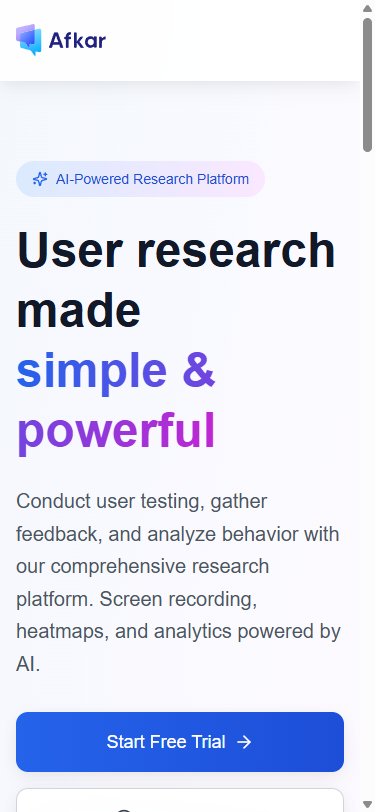 Afkar
AI-Powered Research Platform
User research
made
simple &
powerful
Conduct user testing, gather
feedback, and analyze behavior with
our comprehensive research
platform. Screen recording,
heatmaps, and analytics powered by
AI.
Start Free Trial